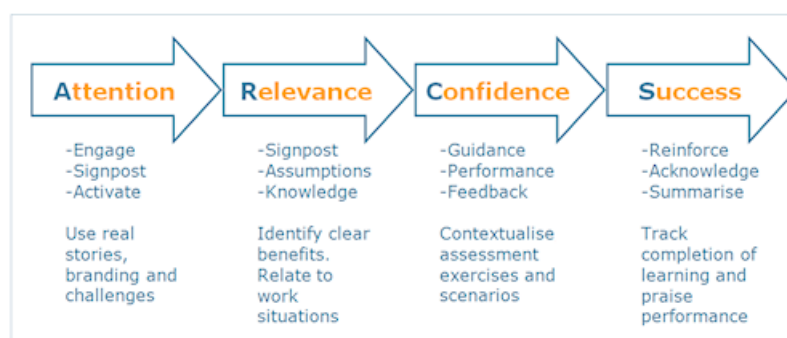 Attention
Relevance
Confidence
Success
-Engage
-Signpost
-Activate
Use real
stories,
branding and
challenges
-Signpost
-Assumptions
-Knowledge
Identify clear
benefits.
Relate to
work
situations
-Guidance
-Performance
-Feedback
Contextualise
assessment
exercises and
scenarios
-Reinforce
-Acknowledge
-Summarise
Track
completion of
learning and
praise
performance